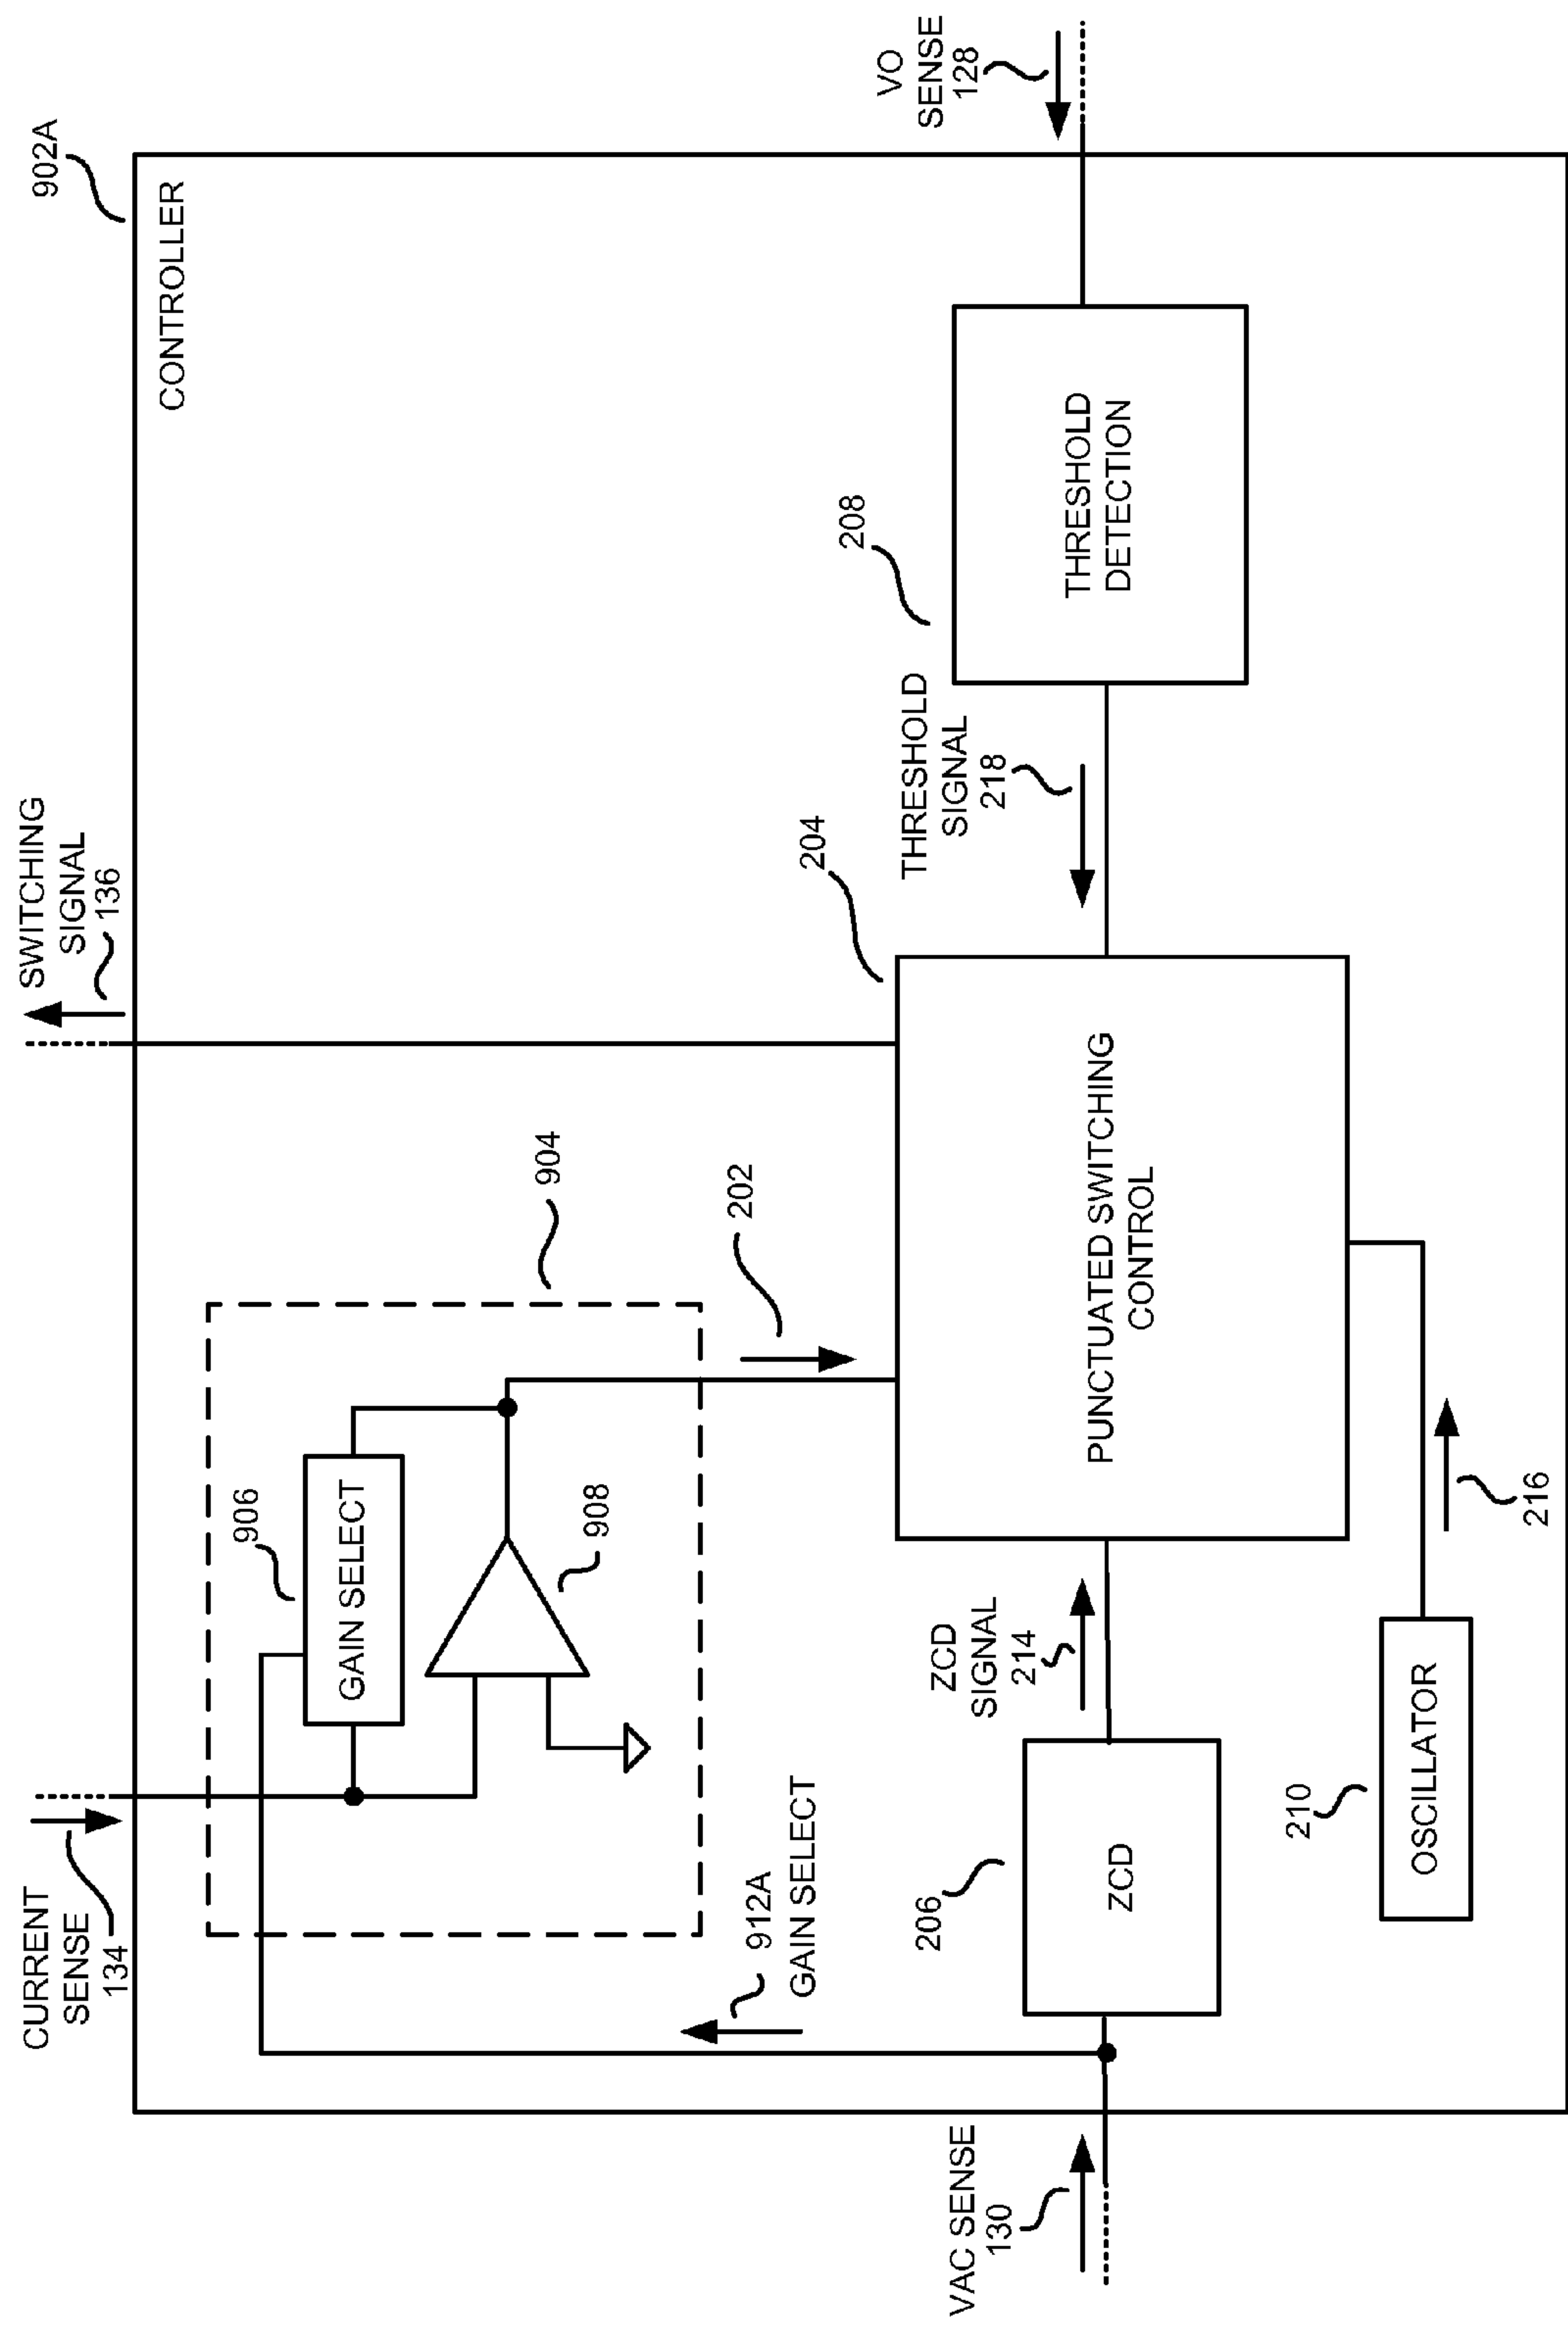 CURRENT
SENSE
134
SWITCHING
SIGNAL
136
902A
CONTROLLER
906
GAIN SELECT
908
904
202
912A
GAIN SELECT
VAC SENSE
130
206
ZCD
ZCD
SIGNAL
214
204
PUNCTUATED SWITCHING
CONTROL
THRESHOLD
SIGNAL
218
208
THRESHOLD
DETECTION
VO
SENSE
128
210
OSCILLATOR
216